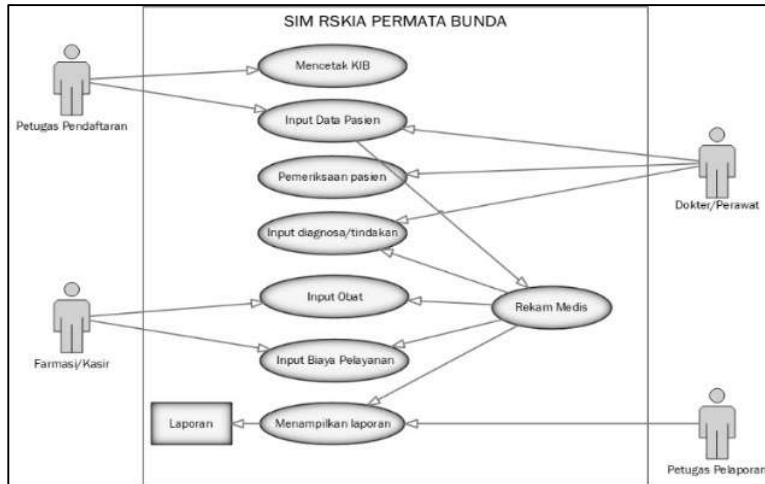 SIM RSKIA PERMATA BUNDA
Mencetak KIB
Petugas Pendaftaran
Input Data Pasien
Pemeriksaan pasien
Dokter/Perawat
Input diagnosa/tindakan
Input Obat
Rekam Medis
Farmasi/Kasir
Input Biaya Pelayanan
Laporan
Menampilkan laporan
Petugas Pelaporan